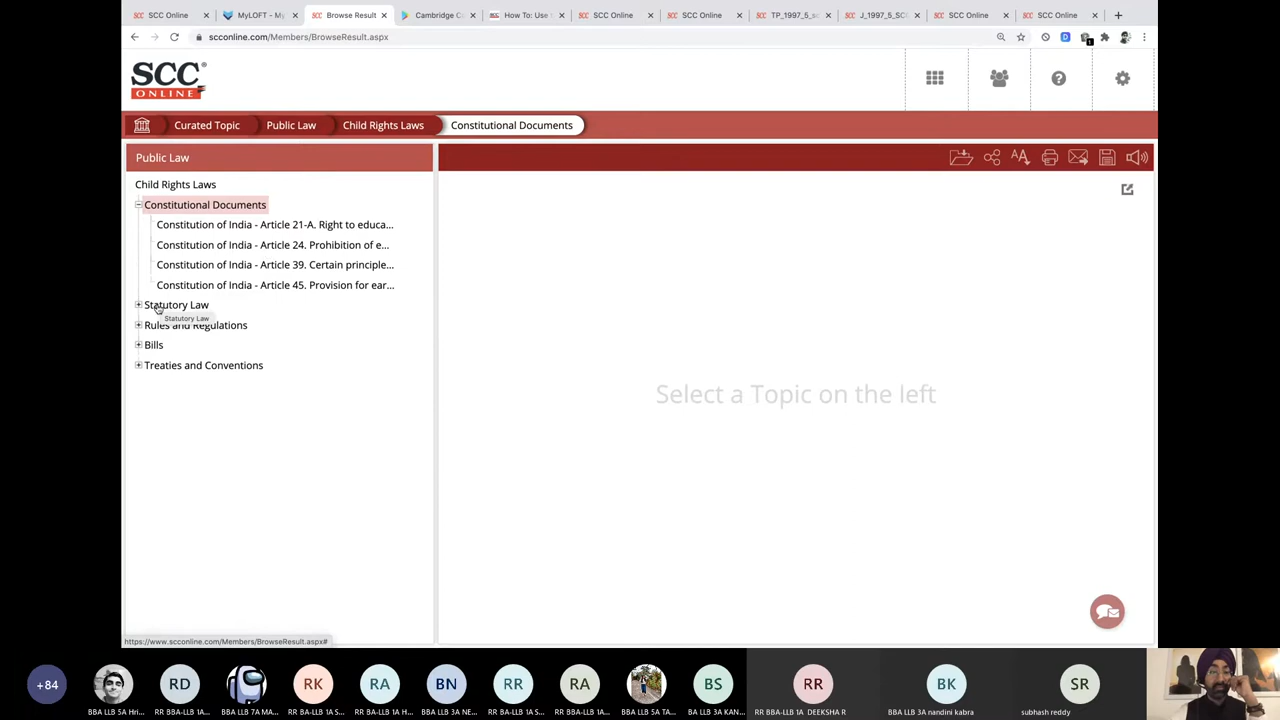 SCC Online
MyLOFT - My
Browse Result
Cambridge C
How To: Use
SCC Online
SCC Online
TP_1997_5_s
J_1997_5_SC
SCC Online
SCC Online
scconline.com/Members/BrowseResult.aspx
D
1
SCC
ONLINE
Curated Topic
Public Law
Child Rights Laws
Constitutional Documents
Public Law
Child Rights Laws
Constitutional Documents
Constitution of India - Article 21-A. Right to educa...
Constitution of India - Article 24. Prohibition of e...
Constitution of India - Article 39. Certain principle...
Constitution of India - Article 45. Provision for ear...
Statutory Law
Statutory Law
Rules and Regulations
Bills
Treaties and Conventions
Select a Topic on the left
https://www.scconline.com/Members/BrowseResult.aspx#
+84
RD
RK
RA
BN
RR
RA
BS
RR
BK
SR
BBA LLB 5A Hri...
RR BBA-LLB 1A...
BBA LLB 7A MA...
RR BA-LLB 1A S...
RR BA-LLB 1A H...
BBA LLB 3A NE...
RR BBA-LLB 1A S...
RR BBA-LLB 1A...
BBA LLB 5A TA...
BA LLB 3A KAN...
RR BBA-LLB 1A DEEKSHA R
BBA LLB 3A nandini kabra
subhash reddy